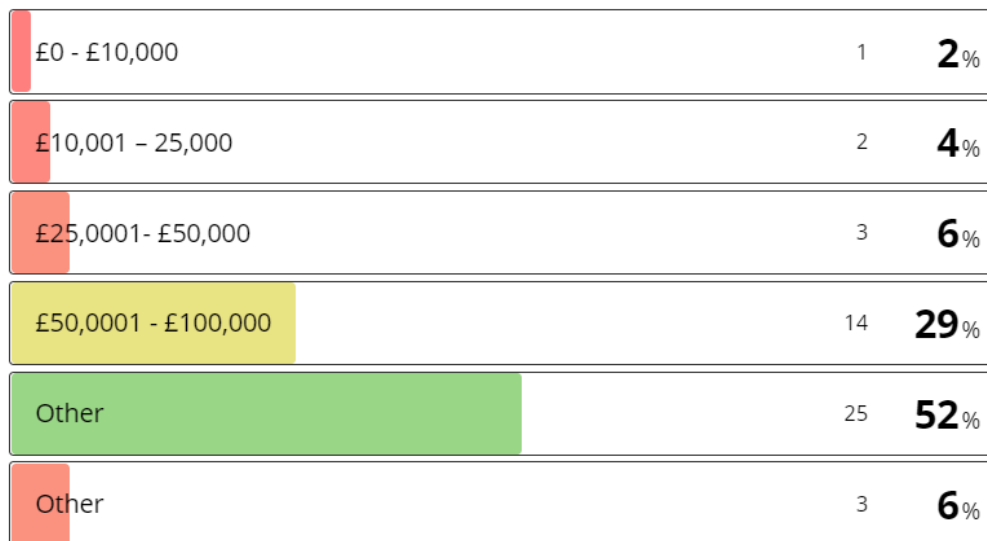 £0 - £10,000 1 2%
£10,001 – 25,000 2 4%
£25,0001- £50,000 3 6%
£50,0001 - £100,000 14 29%
Other 25 52%
Other 3 6%